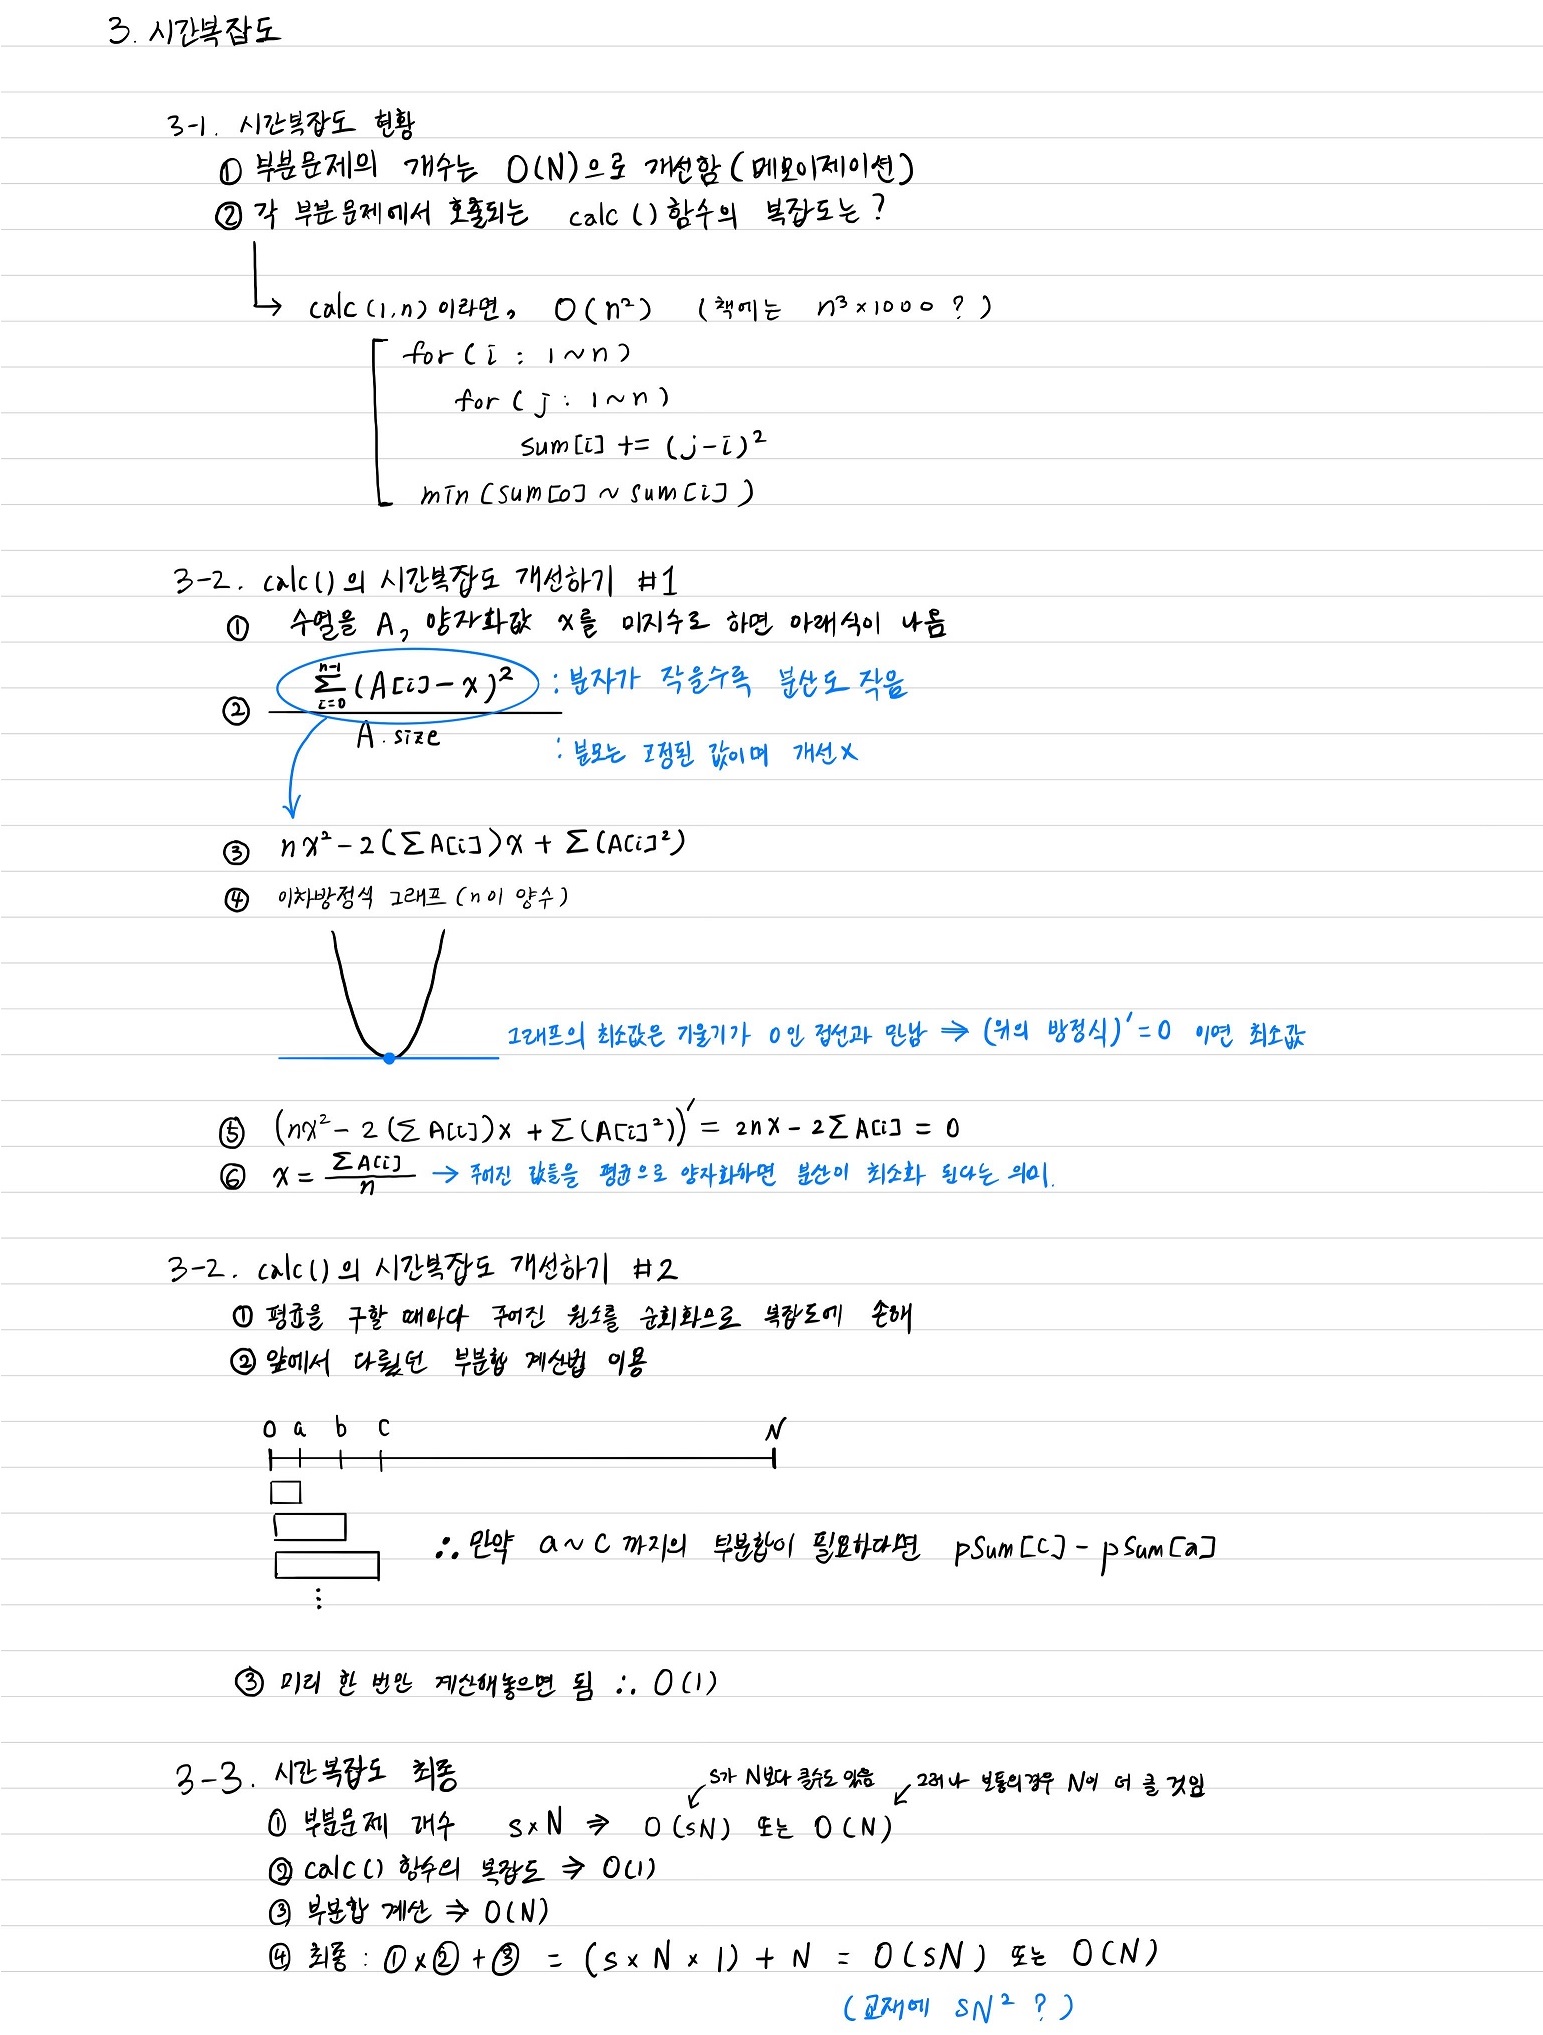 3. 시간복잡도
3-1. 시간복잡도 현황
① 부분문제의 개수는 O(N)으로 개선함 (메모이제이션)
② 각 부분문제에서 호출되는 calc () 함수의 복잡도는?
calc (1,n) 이라면, O(n²) (책에는 n³×1000 ?)
for (i : 1~n)
for (j : 1~n)
sum[i] += (j-i)²
min (sum[0] ~ sum[i])
3-2. calc()의 시간복잡도 개선하기 #1
① 수열을 A, 양자화값 x를 미지수로 하면 아래식이 나옴
② \frac{\sum_{i=0}^{n-1} (A[i]-x)²}{A.size} : 분자가 작을수록 분산도 작음
: 분모는 고정된 값이며 개선X
③ nx² - 2(∑A[i])x + ∑(A[i]²)
④ 이차방정식 그래프 (n이 양수)
그래프의 최소값은 기울기가 0인 접선과 만남 ⇒ (위의 방정식)′=0 이면 최소값
⑤ (nx² - 2(∑A[i])x + ∑(A[i]²))′ = 2nx - 2∑A[i] = 0
⑥ x = \frac{∑A[i]}{n} → 주어진 값들을 평균으로 양자화하면 분산이 최소화 된다는 의미.
3-2. calc()의 시간복잡도 개선하기 #2
① 평균을 구할 때마다 주어진 원소를 순회화으로 복잡도에 손해
② 앞에서 다뤘던 부분합 계산법 이용
0 a b c N
∴ 만약 a~c 까지의 부분합이 필요하다면 pSum[c] - pSum[a]
⋮
③ 미리 한 번만 계산해놓으면 됨 ∴ O(1)
3-3. 시간복잡도 최종
s가 N보다 클수도 있음 그러나 보통의경우 N이 더 클 것임
① 부분문제 개수 s×N ⇒ O(sN) 또는 O(N)
② calc() 함수의 복잡도 ⇒ O(1)
③ 부분합 계산 ⇒ O(N)
④ 최종 : ①×②+③ = (s×N×1) + N = O(sN) 또는 O(N)
(교재에 sN² ?)